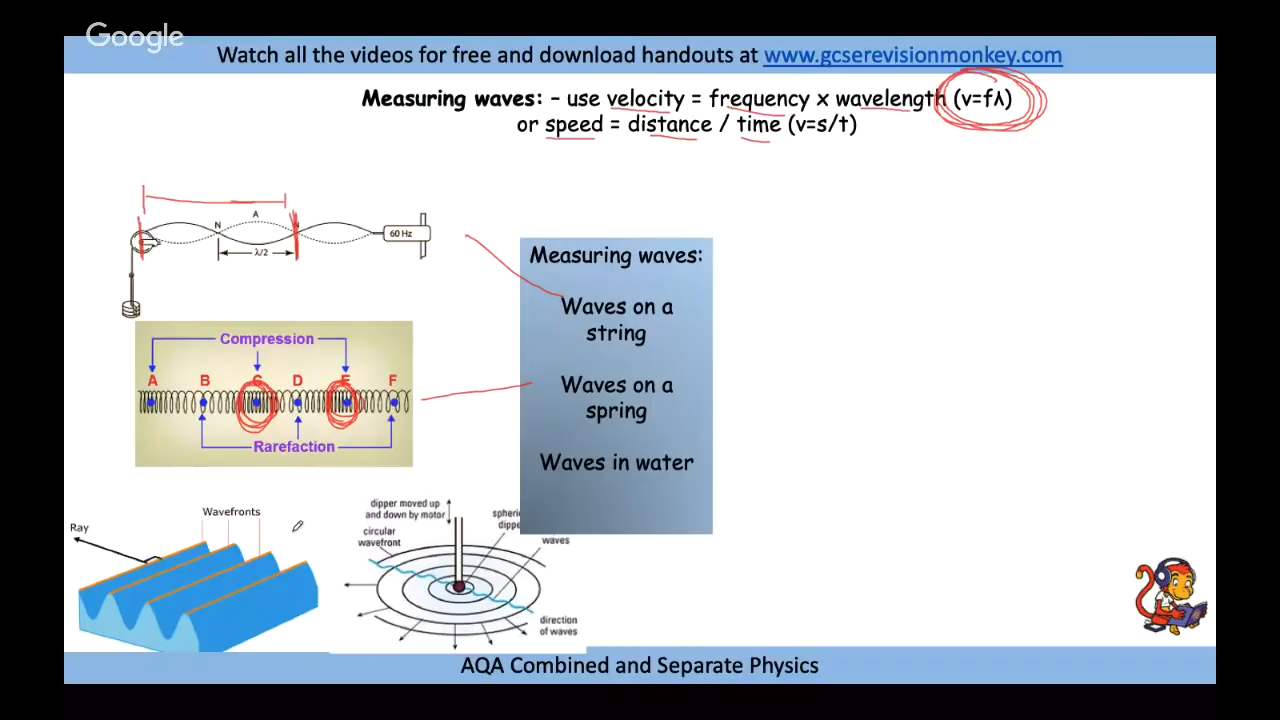 Google
Watch all the videos for free and download handouts at www.gcserevisionmonkey.com
Measuring waves: – use velocity = frequency x wavelength (v=fλ)
or speed = distance / time (v=s/t)
N
A
60 Hz
λ/2
Compression
A B C D E F
Rarefaction
Measuring waves:
Waves on a
string
Waves on a
spring
Waves in water
Ray
Wavefronts
dipper moved up
and down by motor
circular
wavefront
waves
direction
of waves
AQA Combined and Separate Physics